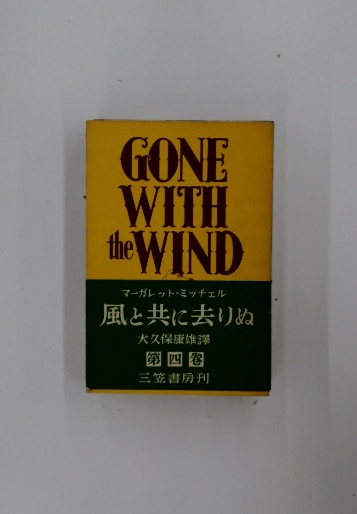 GONE
WITH
the WIND
マーガレット・ミッチェル
風と共に去りぬ
大久保康雄譯
第四巻
三笠書房刊